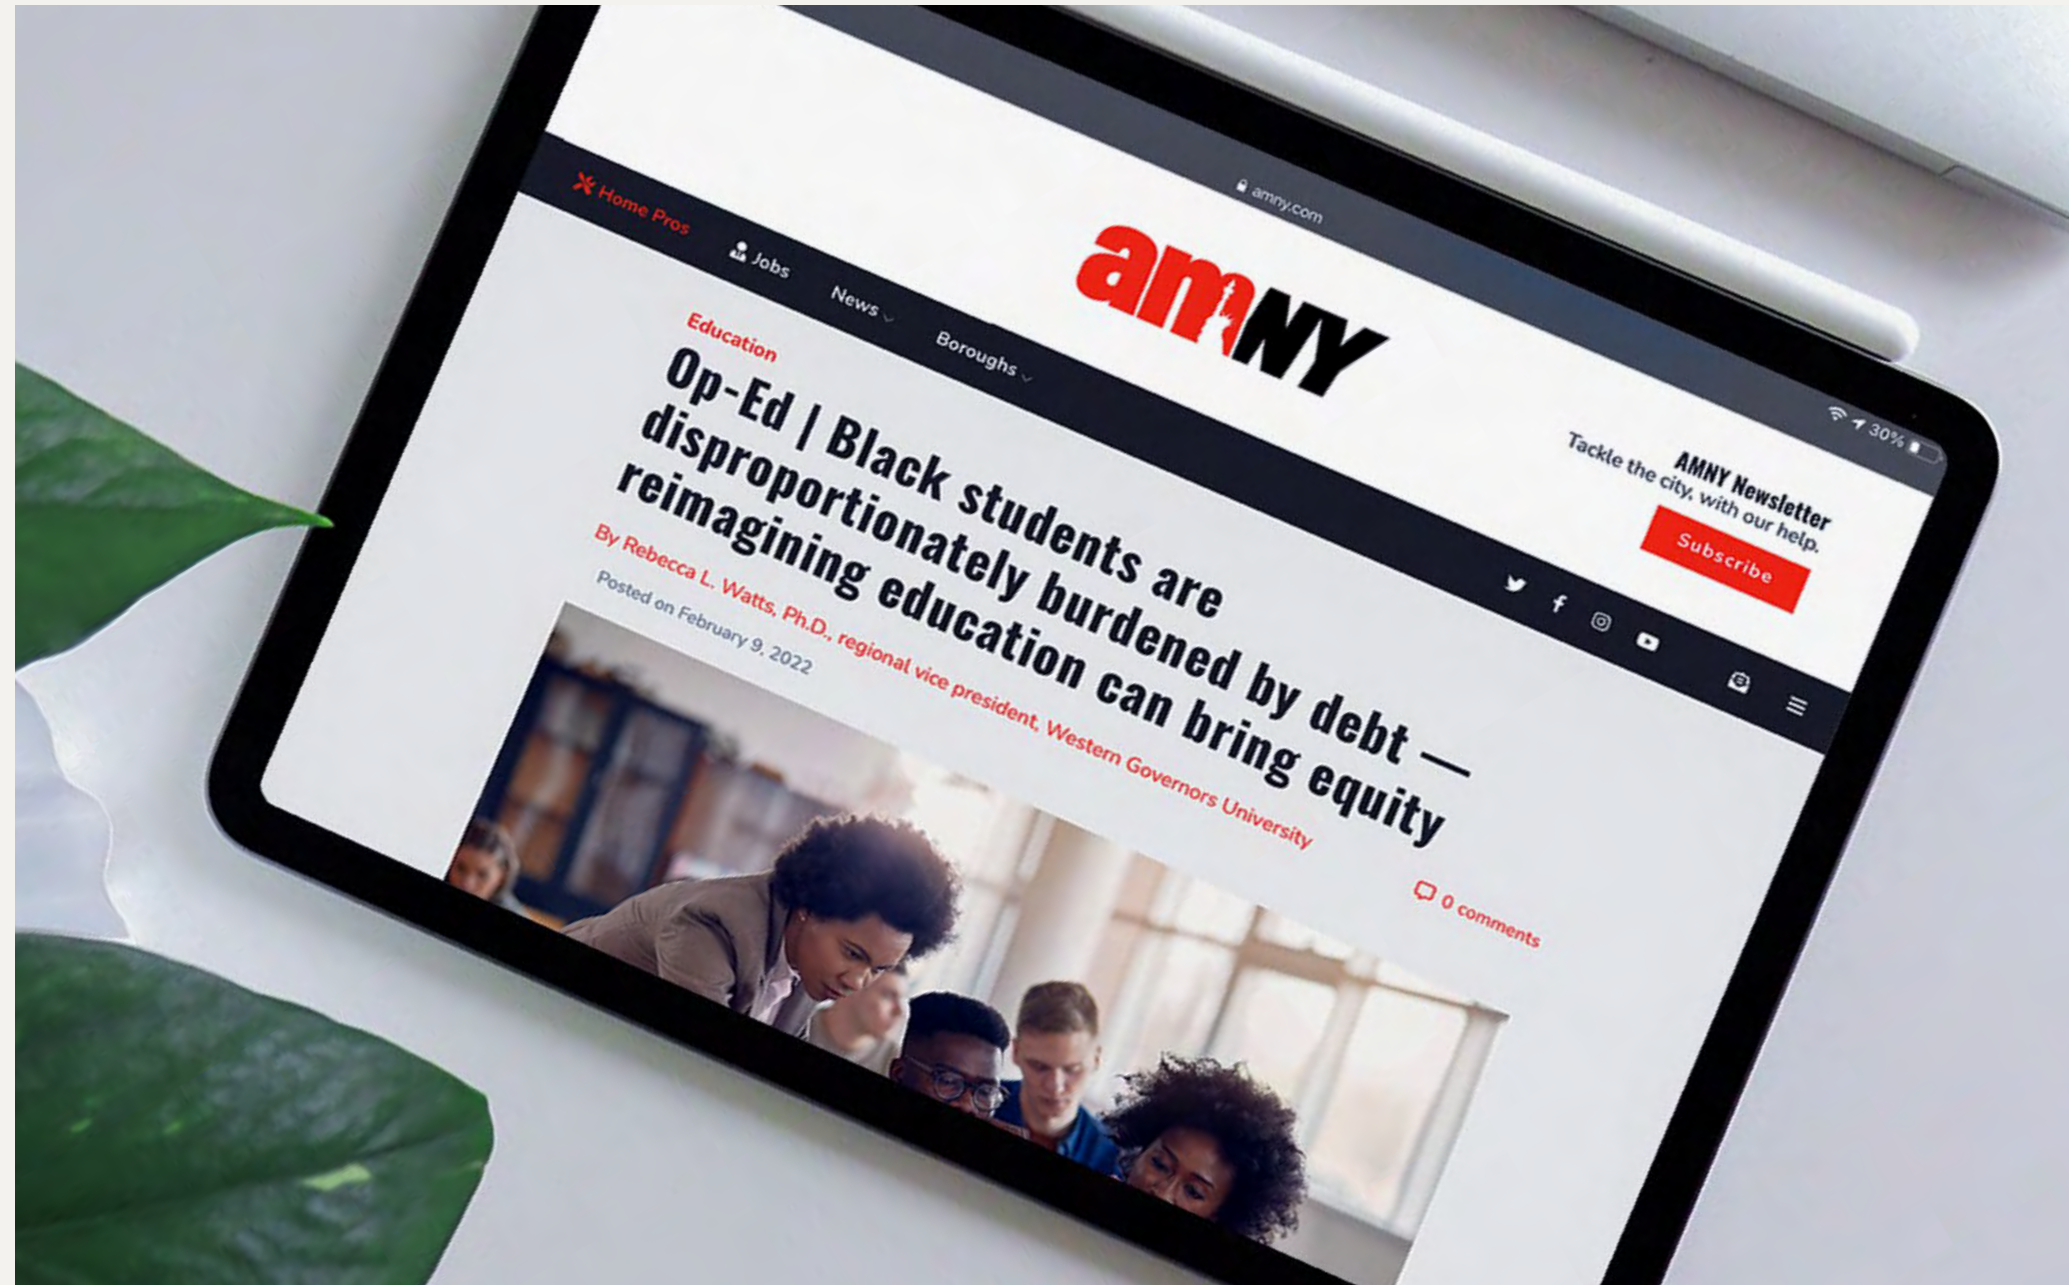 amny.com
30%
amNY
AMNY Newsletter
Tackle the city, with our help.
Subscribe
Home Pros
Jobs
News
Boroughs
Education
Op-Ed | Black students are
disproportionately burdened by debt —
reimagining education can bring equity
By Rebecca L. Watts, Ph.D., regional vice president, Western Governors University
Posted on February 9, 2022
0 comments